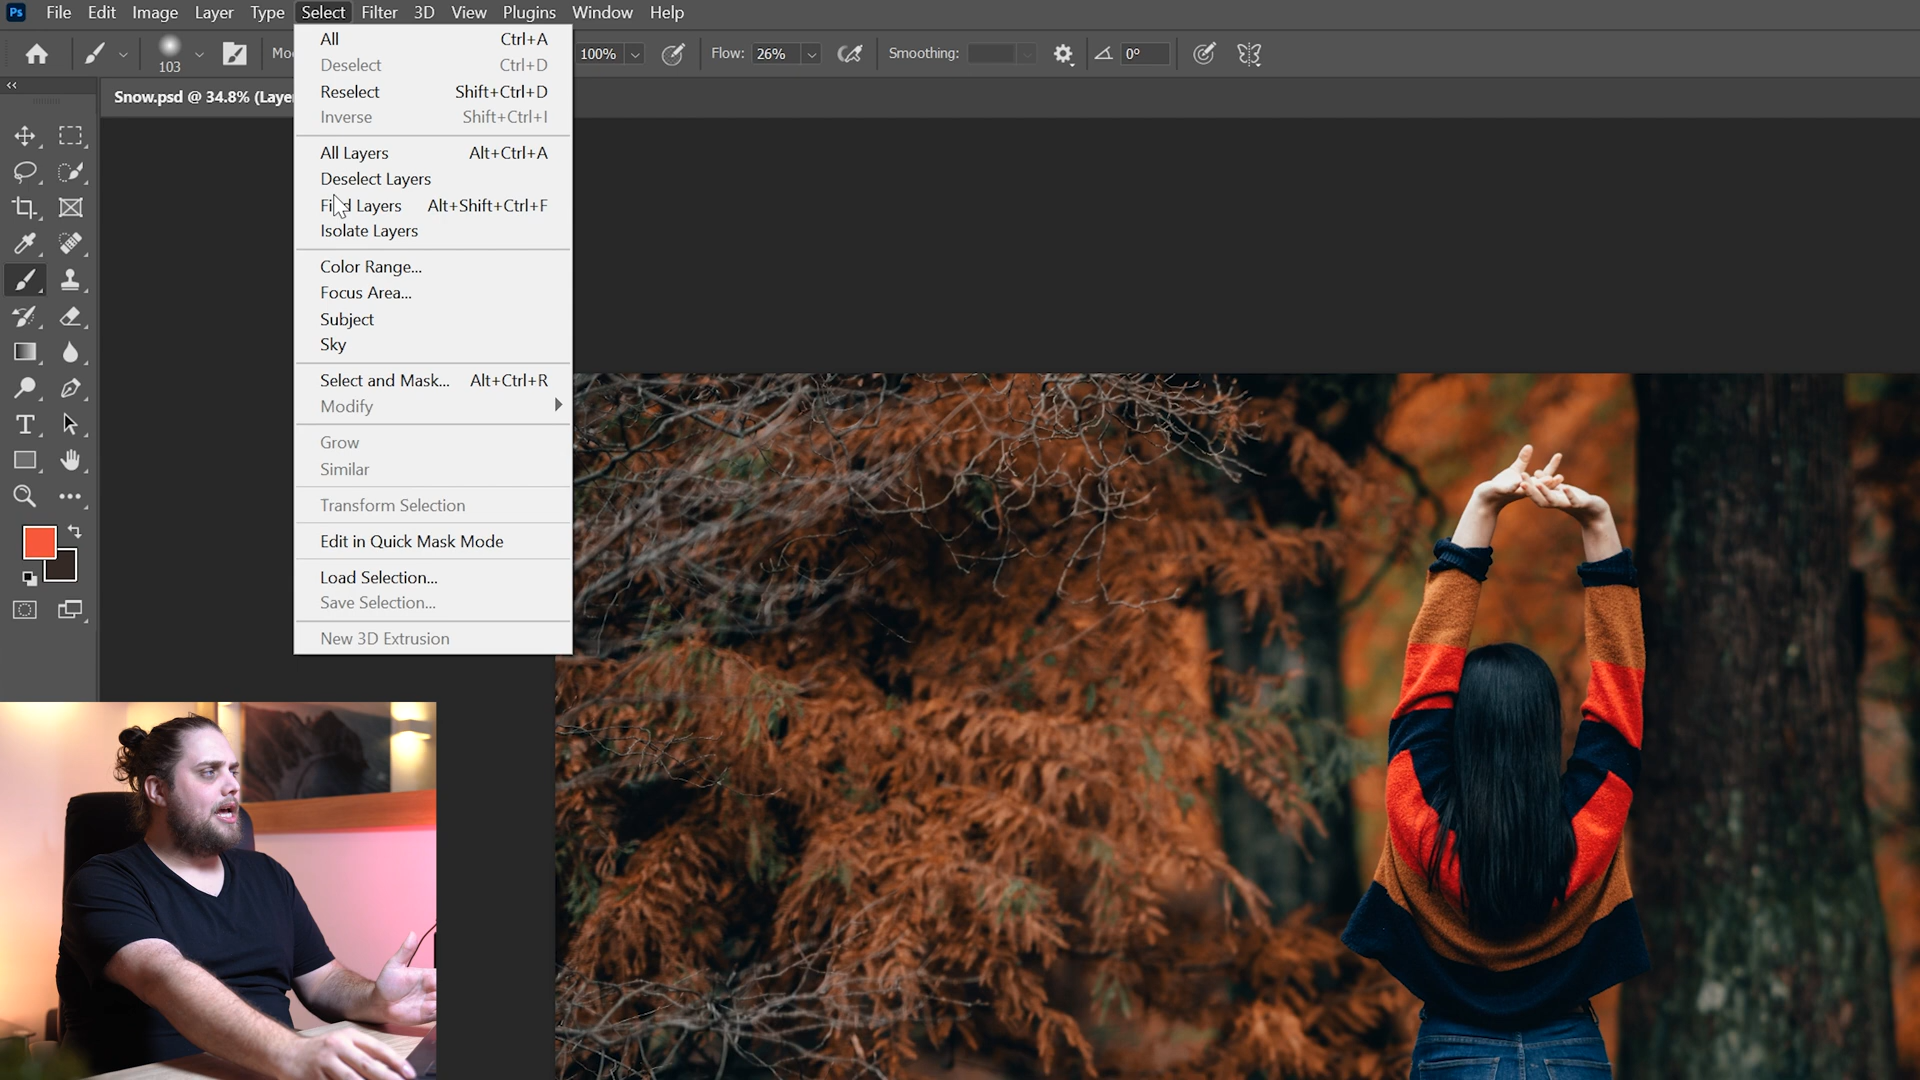 Ps File Edit Image Layer Type Select Filter 3D View Plugins Window Help
103 100% Flow: 26% Smoothing: 0°
Snow.psd @ 34.8%
All Ctrl+A
Deselect Ctrl+D
Reselect Shift+Ctrl+D
Inverse Shift+Ctrl+I
All Layers Alt+Ctrl+A
Deselect Layers
Find Layers Alt+Shift+Ctrl+F
Isolate Layers
Color Range...
Focus Area...
Subject
Sky
Select and Mask... Alt+Ctrl+R
Modify
Grow
Similar
Transform Selection
Edit in Quick Mask Mode
Load Selection...
Save Selection...
New 3D Extrusion